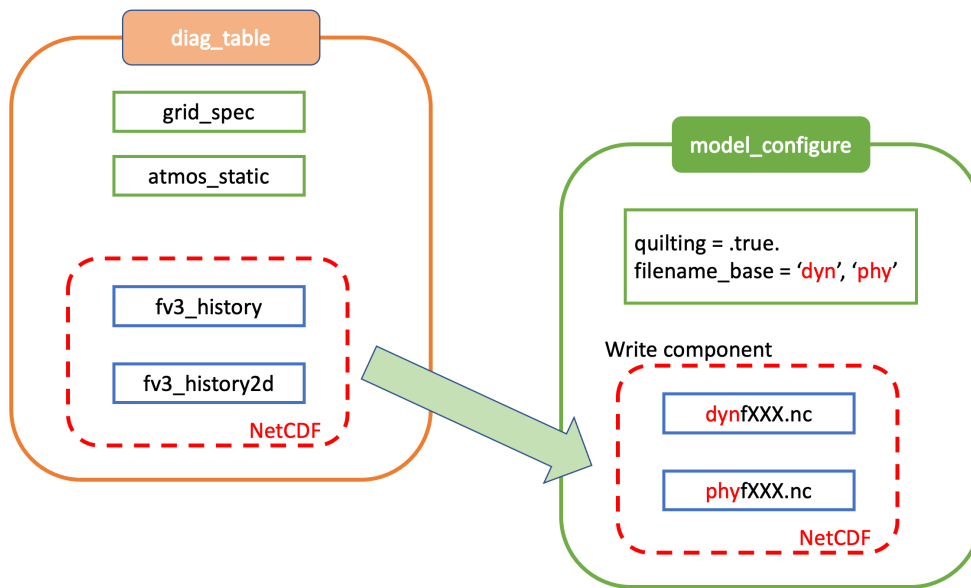 diag_table
grid_spec
atmos_static
fv3_history
fv3_history2d
NetCDF
model_configure
quilting = .true.
filename_base = ‘dyn’, ‘phy’
Write component
dynfXXX.nc
phyfXXX.nc
NetCDF